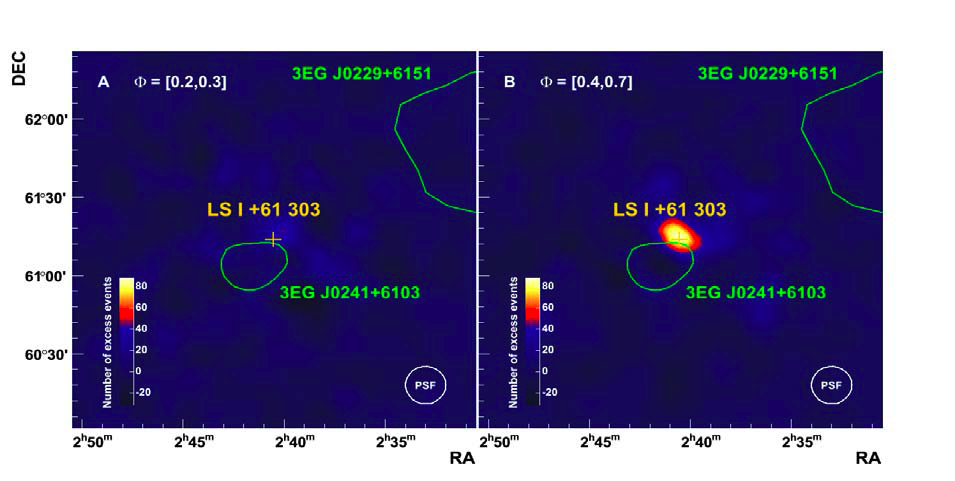 DEC
A Φ = [0.2,0.3]
3EG J0229+6151
LS I +61 303
3EG J0241+6103
Number of excess events
80
60
40
20
0
-20
PSF
B Φ = [0.4,0.7]
3EG J0229+6151
LS I +61 303
3EG J0241+6103
Number of excess events
80
60
40
20
0
-20
PSF
62°00'
61°30'
61°00'
60°30'
2h50m 2h45m 2h40m 2h35m
2h50m 2h45m 2h40m 2h35m
RA
RA